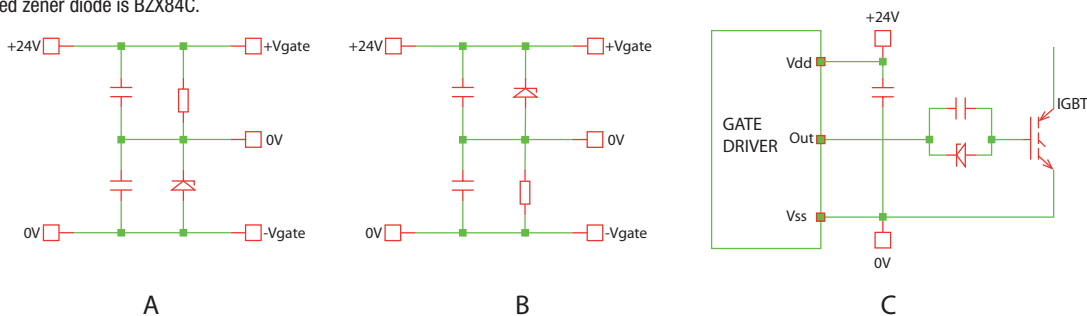 ed zener diode is BZX84C.
+24V
+Vgate
0V
0V
-Vgate
A
+24V
+Vgate
0V
0V
-Vgate
B
+24V
Vdd
GATE
DRIVER
Out
IGBT
Vss
0V
C